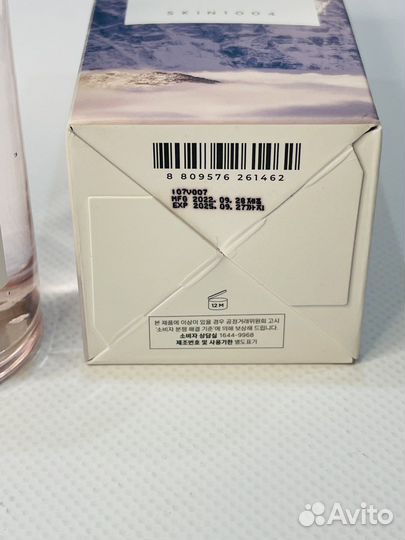 SKIN1004
8 809576 261462
107V007
MFG 2022.09.28제조
EXP 2025.09.27까지
12M
본 제품에 이상이 있을 경우 공정거래위원회 고시
'소비자 분쟁 해결 기준'에 의해 보상해 드립니다.
소비자 상담실 1644-9968
제조번호 및 사용기한 별도표기
Avito